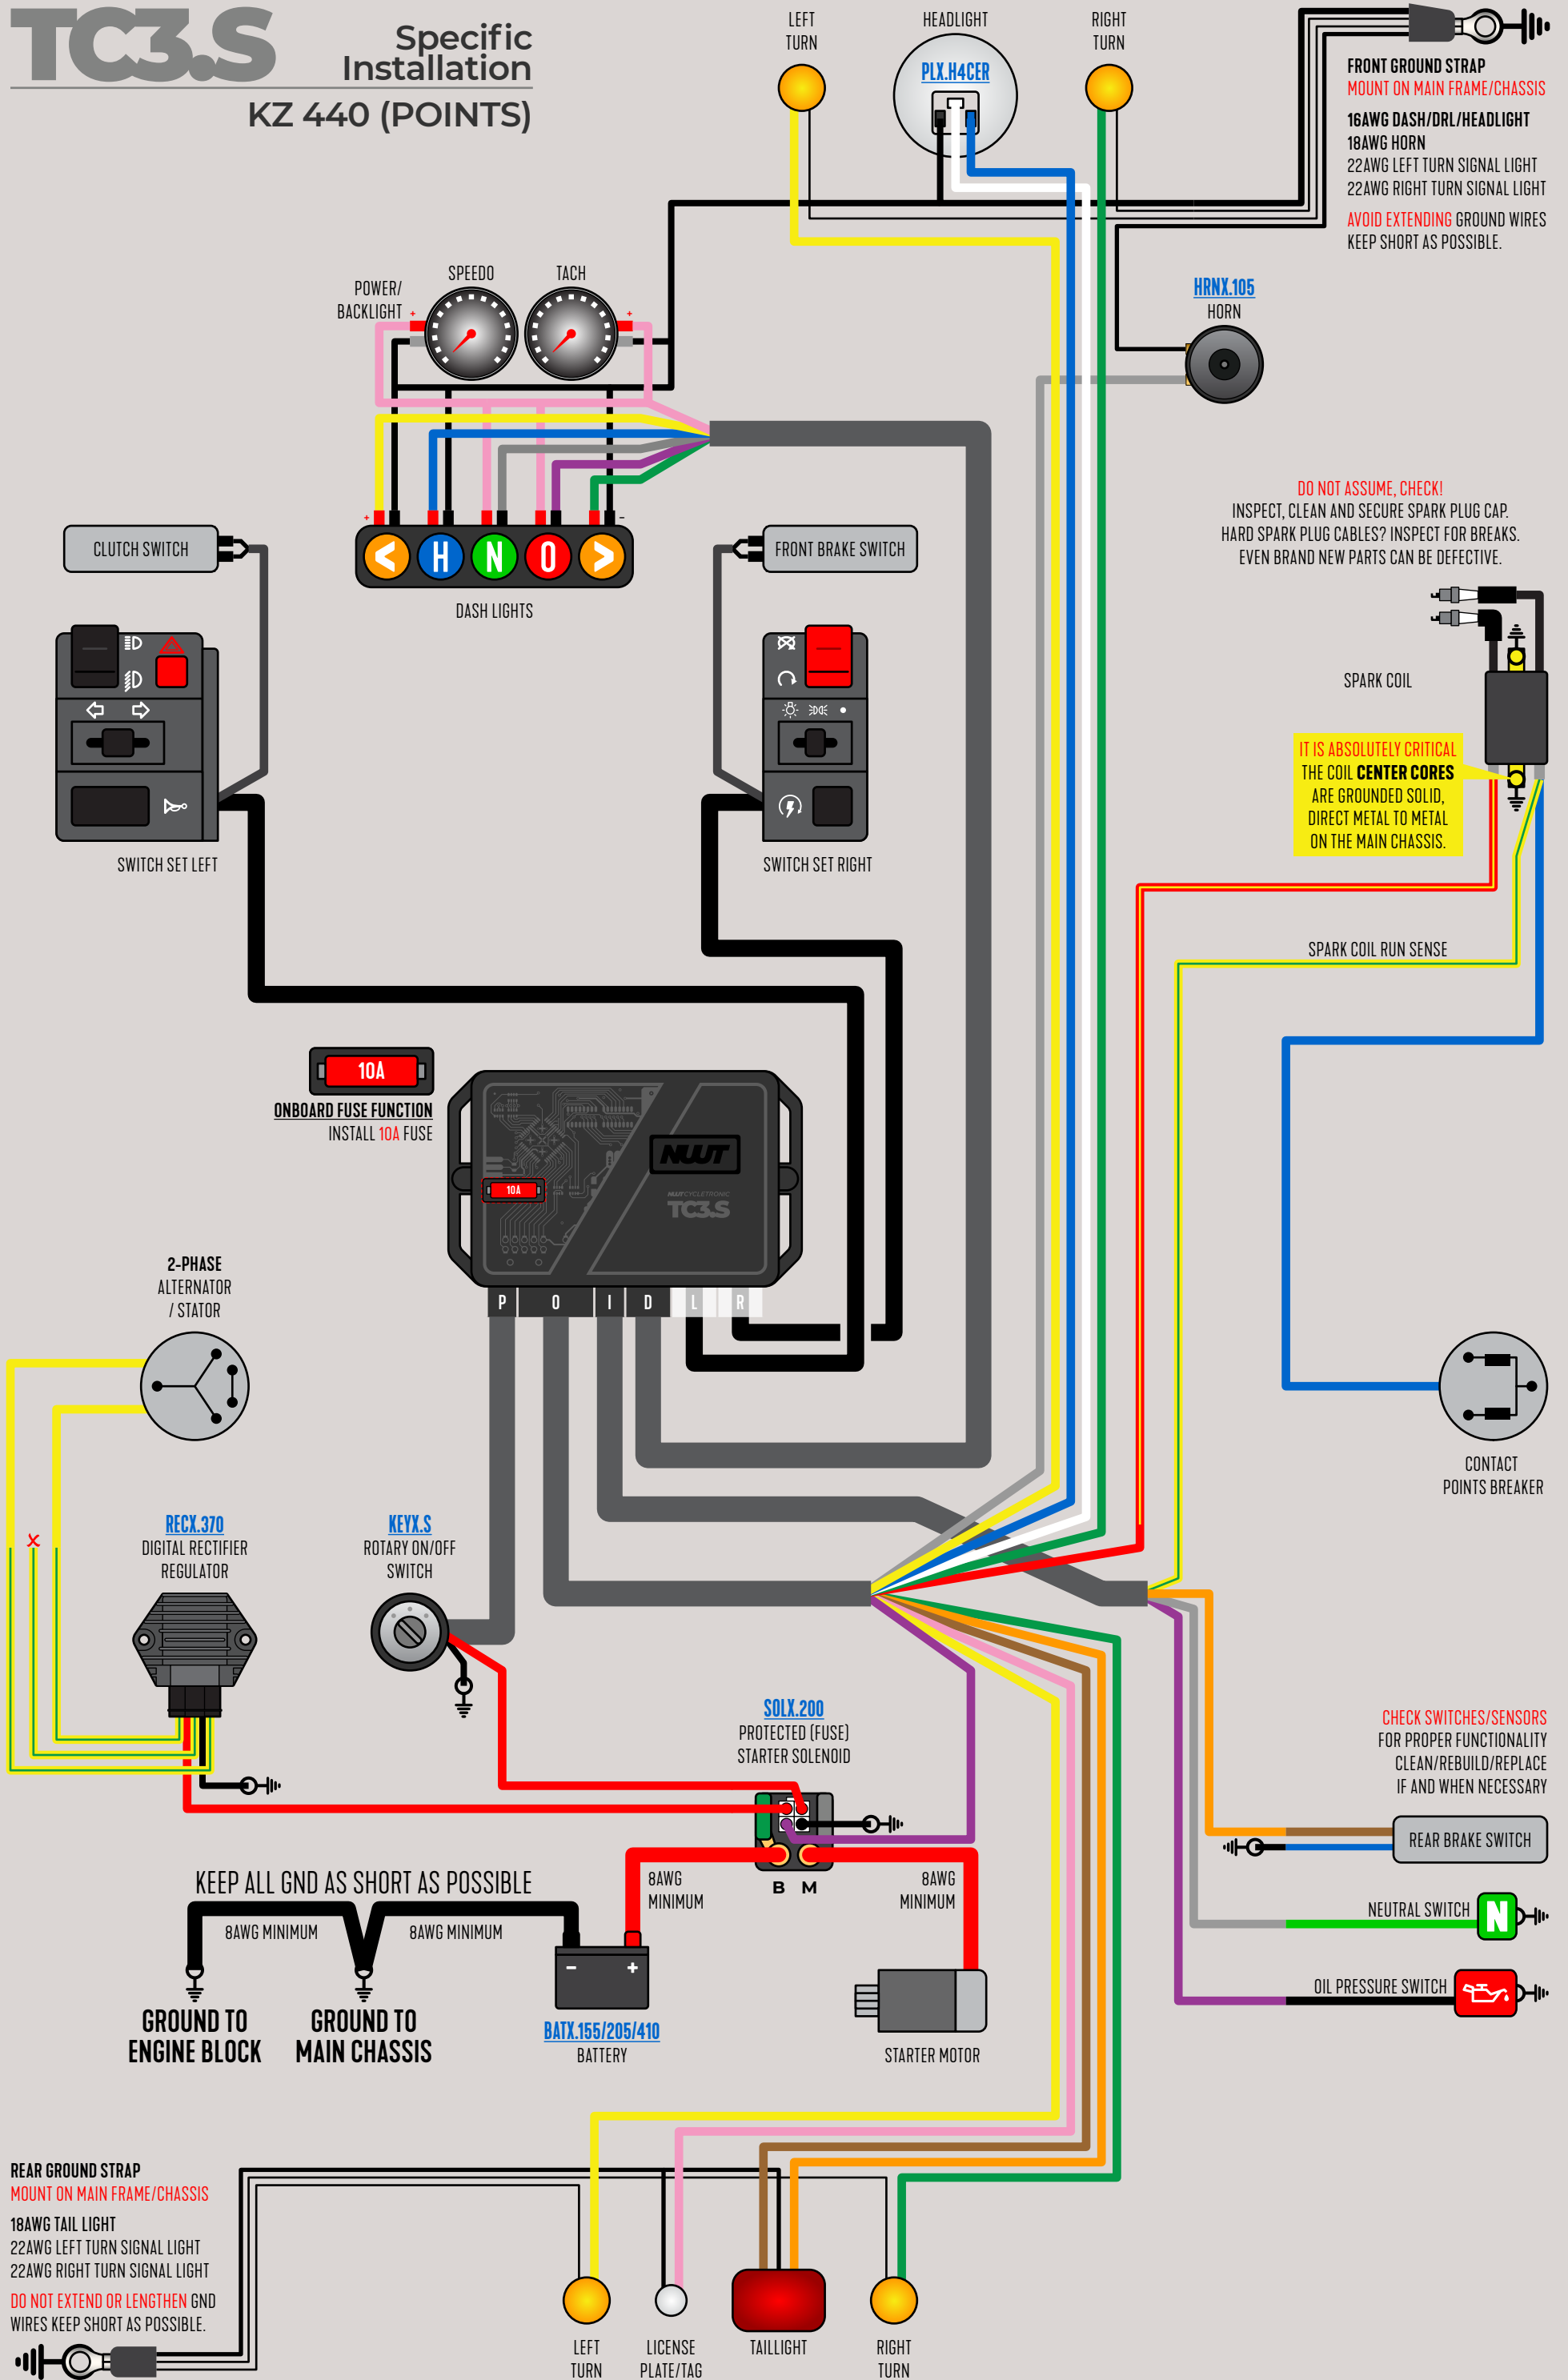 TC3.S
Specific
Installation
KZ 440 (POINTS)
LEFT
TURN
HEADLIGHT
PLX.H4CER
RIGHT
TURN
FRONT GROUND STRAP
MOUNT ON MAIN FRAME/CHASSIS
16AWG DASH/DRL/HEADLIGHT
18AWG HORN
22AWG LEFT TURN SIGNAL LIGHT
22AWG RIGHT TURN SIGNAL LIGHT
AVOID EXTENDING GROUND WIRES
KEEP SHORT AS POSSIBLE.
POWER/
BACKLIGHT
SPEEDO
TACH
+
+
HRNX.105
HORN
+
-
< H N O >
DASH LIGHTS
CLUTCH SWITCH
FRONT BRAKE SWITCH
DO NOT ASSUME, CHECK!
INSPECT, CLEAN AND SECURE SPARK PLUG CAP.
HARD SPARK PLUG CABLES? INSPECT FOR BREAKS.
EVEN BRAND NEW PARTS CAN BE DEFECTIVE.
SPARK COIL
IT IS ABSOLUTELY CRITICAL
THE COIL CENTER CORES
ARE GROUNDED SOLID,
DIRECT METAL TO METAL
ON THE MAIN CHASSIS.
SWITCH SET LEFT
SWITCH SET RIGHT
SPARK COIL RUN SENSE
10A
ONBOARD FUSE FUNCTION
INSTALL 10A FUSE
NWT
10A
NWT CYCLETRONIC
TC3.S
P O I D L R
2-PHASE
ALTERNATOR
/ STATOR
CONTACT
POINTS BREAKER
X
RECX.370
DIGITAL RECTIFIER
REGULATOR
KEYX.S
ROTARY ON/OFF
SWITCH
SOLX.200
PROTECTED (FUSE)
STARTER SOLENOID
B M
CHECK SWITCHES/SENSORS
FOR PROPER FUNCTIONALITY
CLEAN/REBUILD/REPLACE
IF AND WHEN NECESSARY
REAR BRAKE SWITCH
NEUTRAL SWITCH
N
OIL PRESSURE SWITCH
KEEP ALL GND AS SHORT AS POSSIBLE
8AWG MINIMUM
8AWG MINIMUM
8AWG
MINIMUM
8AWG
MINIMUM
- +
GROUND TO
ENGINE BLOCK
GROUND TO
MAIN CHASSIS
BATX.155/205/410
BATTERY
STARTER MOTOR
REAR GROUND STRAP
MOUNT ON MAIN FRAME/CHASSIS
18AWG TAIL LIGHT
22AWG LEFT TURN SIGNAL LIGHT
22AWG RIGHT TURN SIGNAL LIGHT
DO NOT EXTEND OR LENGTHEN GND
WIRES KEEP SHORT AS POSSIBLE.
LEFT
TURN
LICENSE
PLATE/TAG
TAILLIGHT
RIGHT
TURN